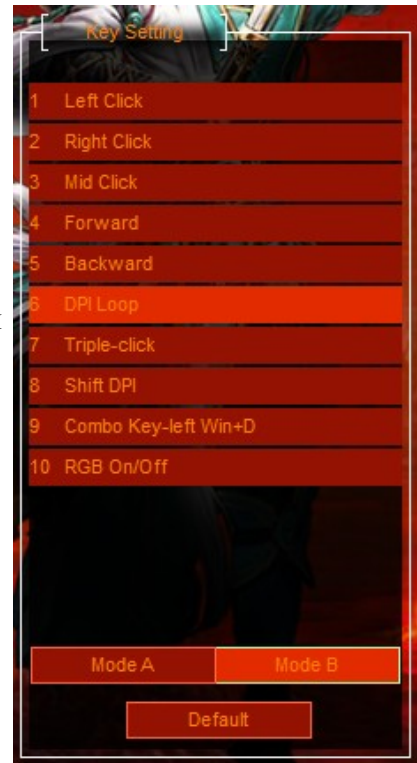 Key Setting
1 Left Click
2 Right Click
3 Mid Click
4 Forward
5 Backward
6 DPI Loop
7 Triple-click
8 Shift DPI
9 Combo Key-left Win+D
10 RGB On/Off
Mode A Mode B
Default